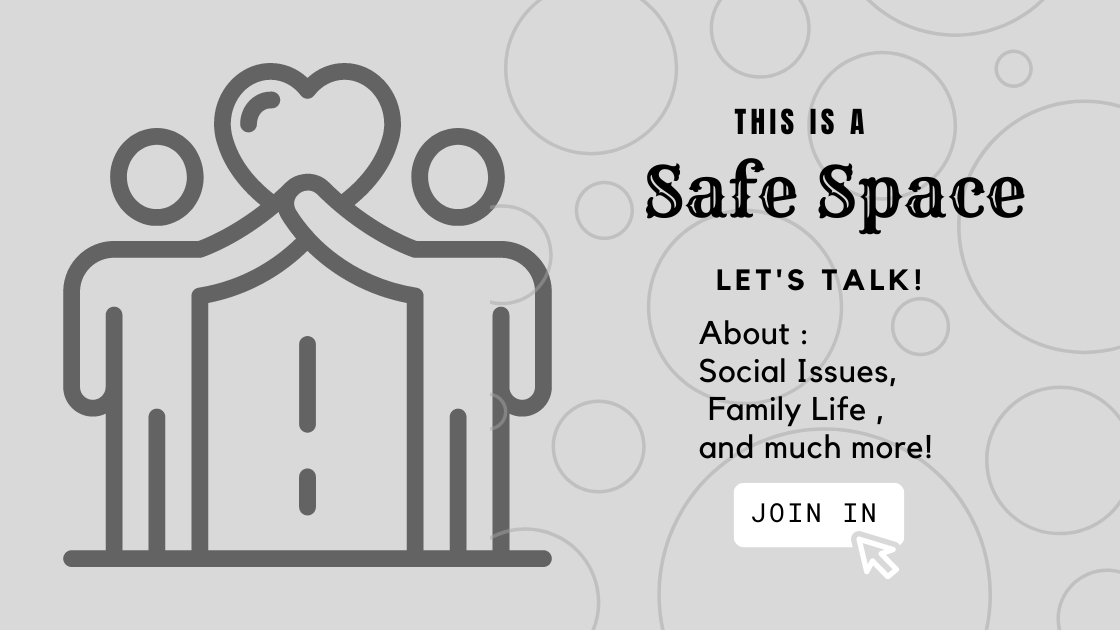 THIS IS A
Safe Space
LET'S TALK!
About :
Social Issues,
Family Life ,
and much more!
JOIN IN